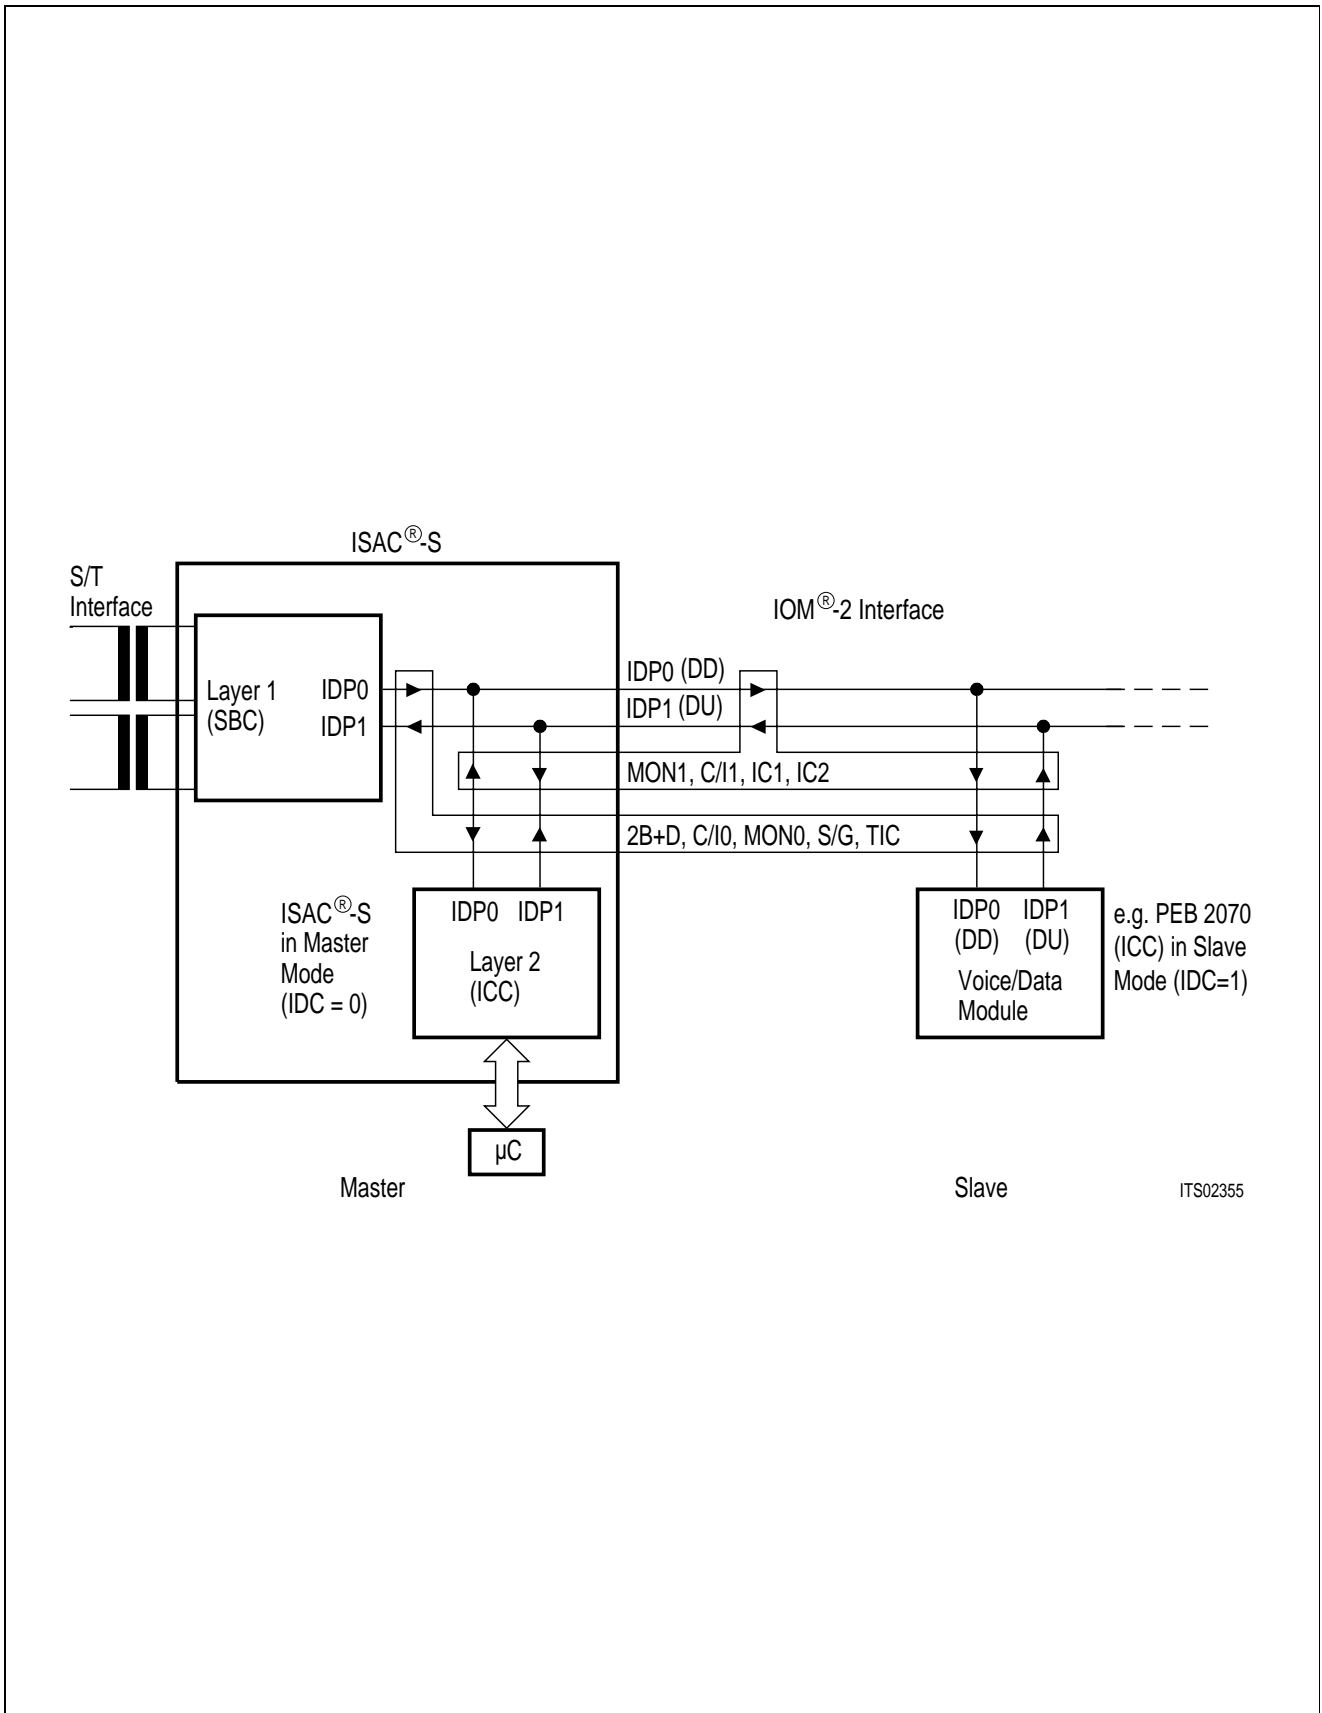 ISAC®-S
S/T
Interface
IOM®-2 Interface
IDP0 (DD)
Layer 1
(SBC)
IDP0
IDP1
IDP1 (DU)
MON1, C/I1, IC1, IC2
2B+D, C/I0, MON0, S/G, TIC
ISAC®-S
in Master
Mode
(IDC = 0)
IDP0 IDP1
Layer 2
(ICC)
IDP0 IDP1
(DD) (DU)
Voice/Data
Module
e.g. PEB 2070
(ICC) in Slave
Mode (IDC=1)
µC
Master
Slave
ITS02355